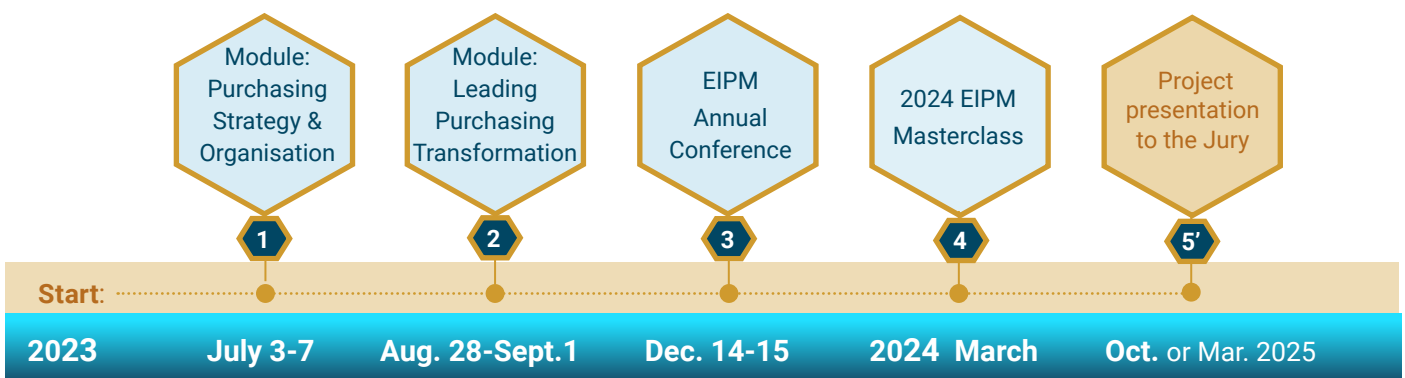 Module:
Purchasing
Strategy &
Organisation
Module:
Leading
Purchasing
Transformation
EIPM
Annual
Conference
2024 EIPM
Masterclass
Project
presentation
to the Jury
1
2
3
4
5’
Start:
2023 July 3-7 Aug. 28-Sept.1 Dec. 14-15 2024 March Oct. or Mar. 2025